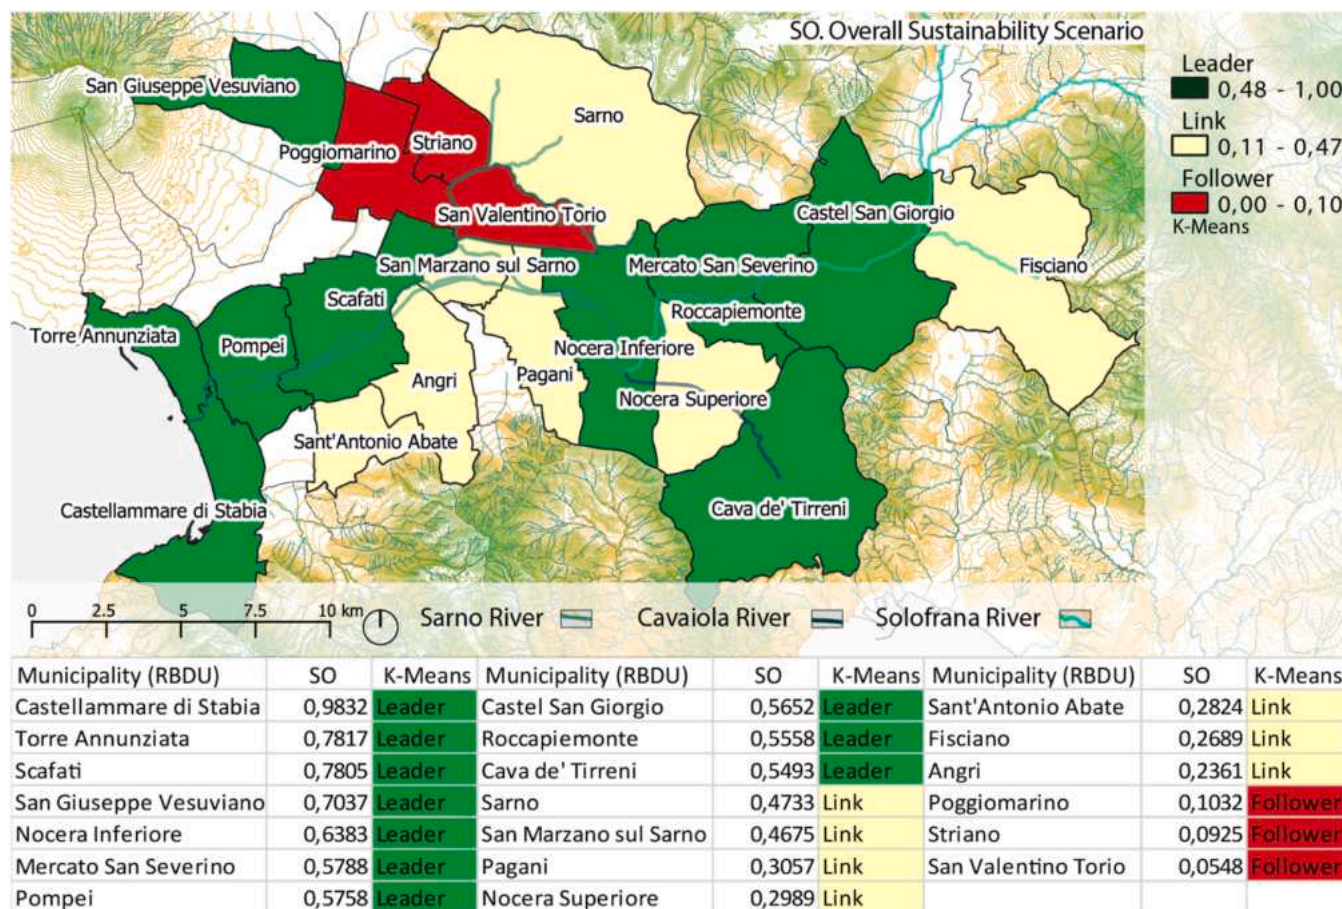 SO. Overall Sustainability Scenario
Leader
0,48 - 1,00
Link
0,11 - 0,47
Follower
0,00 - 0,10
K-Means
San Giuseppe Vesuviano
Sarno
Striano
Poggiomarino
San Valentino Torio
Castel San Giorgio
San Marzano sul Sarno
Mercato San Severino
Fisciano
Scafati
Roccapiemonte
Torre Annunziata
Pompei
Nocera Inferiore
Angri
Pagani
Nocera Superiore
Sant'Antonio Abate
Castellammare di Stabia
Cava de' Tirreni
0 2.5 5 7.5 10 km
Sarno River Cavaiola River Solofrana River
Municipality (RBDU) SO K-Means Municipality (RBDU) SO K-Means Municipality (RBDU) SO K-Means
Castellammare di Stabia 0,9832 Leader Castel San Giorgio 0,5652 Leader Sant'Antonio Abate 0,2824 Link
Torre Annunziata 0,7817 Leader Roccapiemonte 0,5558 Leader Fisciano 0,2689 Link
Scafati 0,7805 Leader Cava de' Tirreni 0,5493 Leader Angri 0,2361 Link
San Giuseppe Vesuviano 0,7037 Leader Sarno 0,4733 Link Poggiomarino 0,1032 Follower
Nocera Inferiore 0,6383 Leader San Marzano sul Sarno 0,4675 Link Striano 0,0925 Follower
Mercato San Severino 0,5788 Leader Pagani 0,3057 Link San Valentino Torio 0,0548 Follower
Pompei 0,5758 Leader Nocera Superiore 0,2989 Link